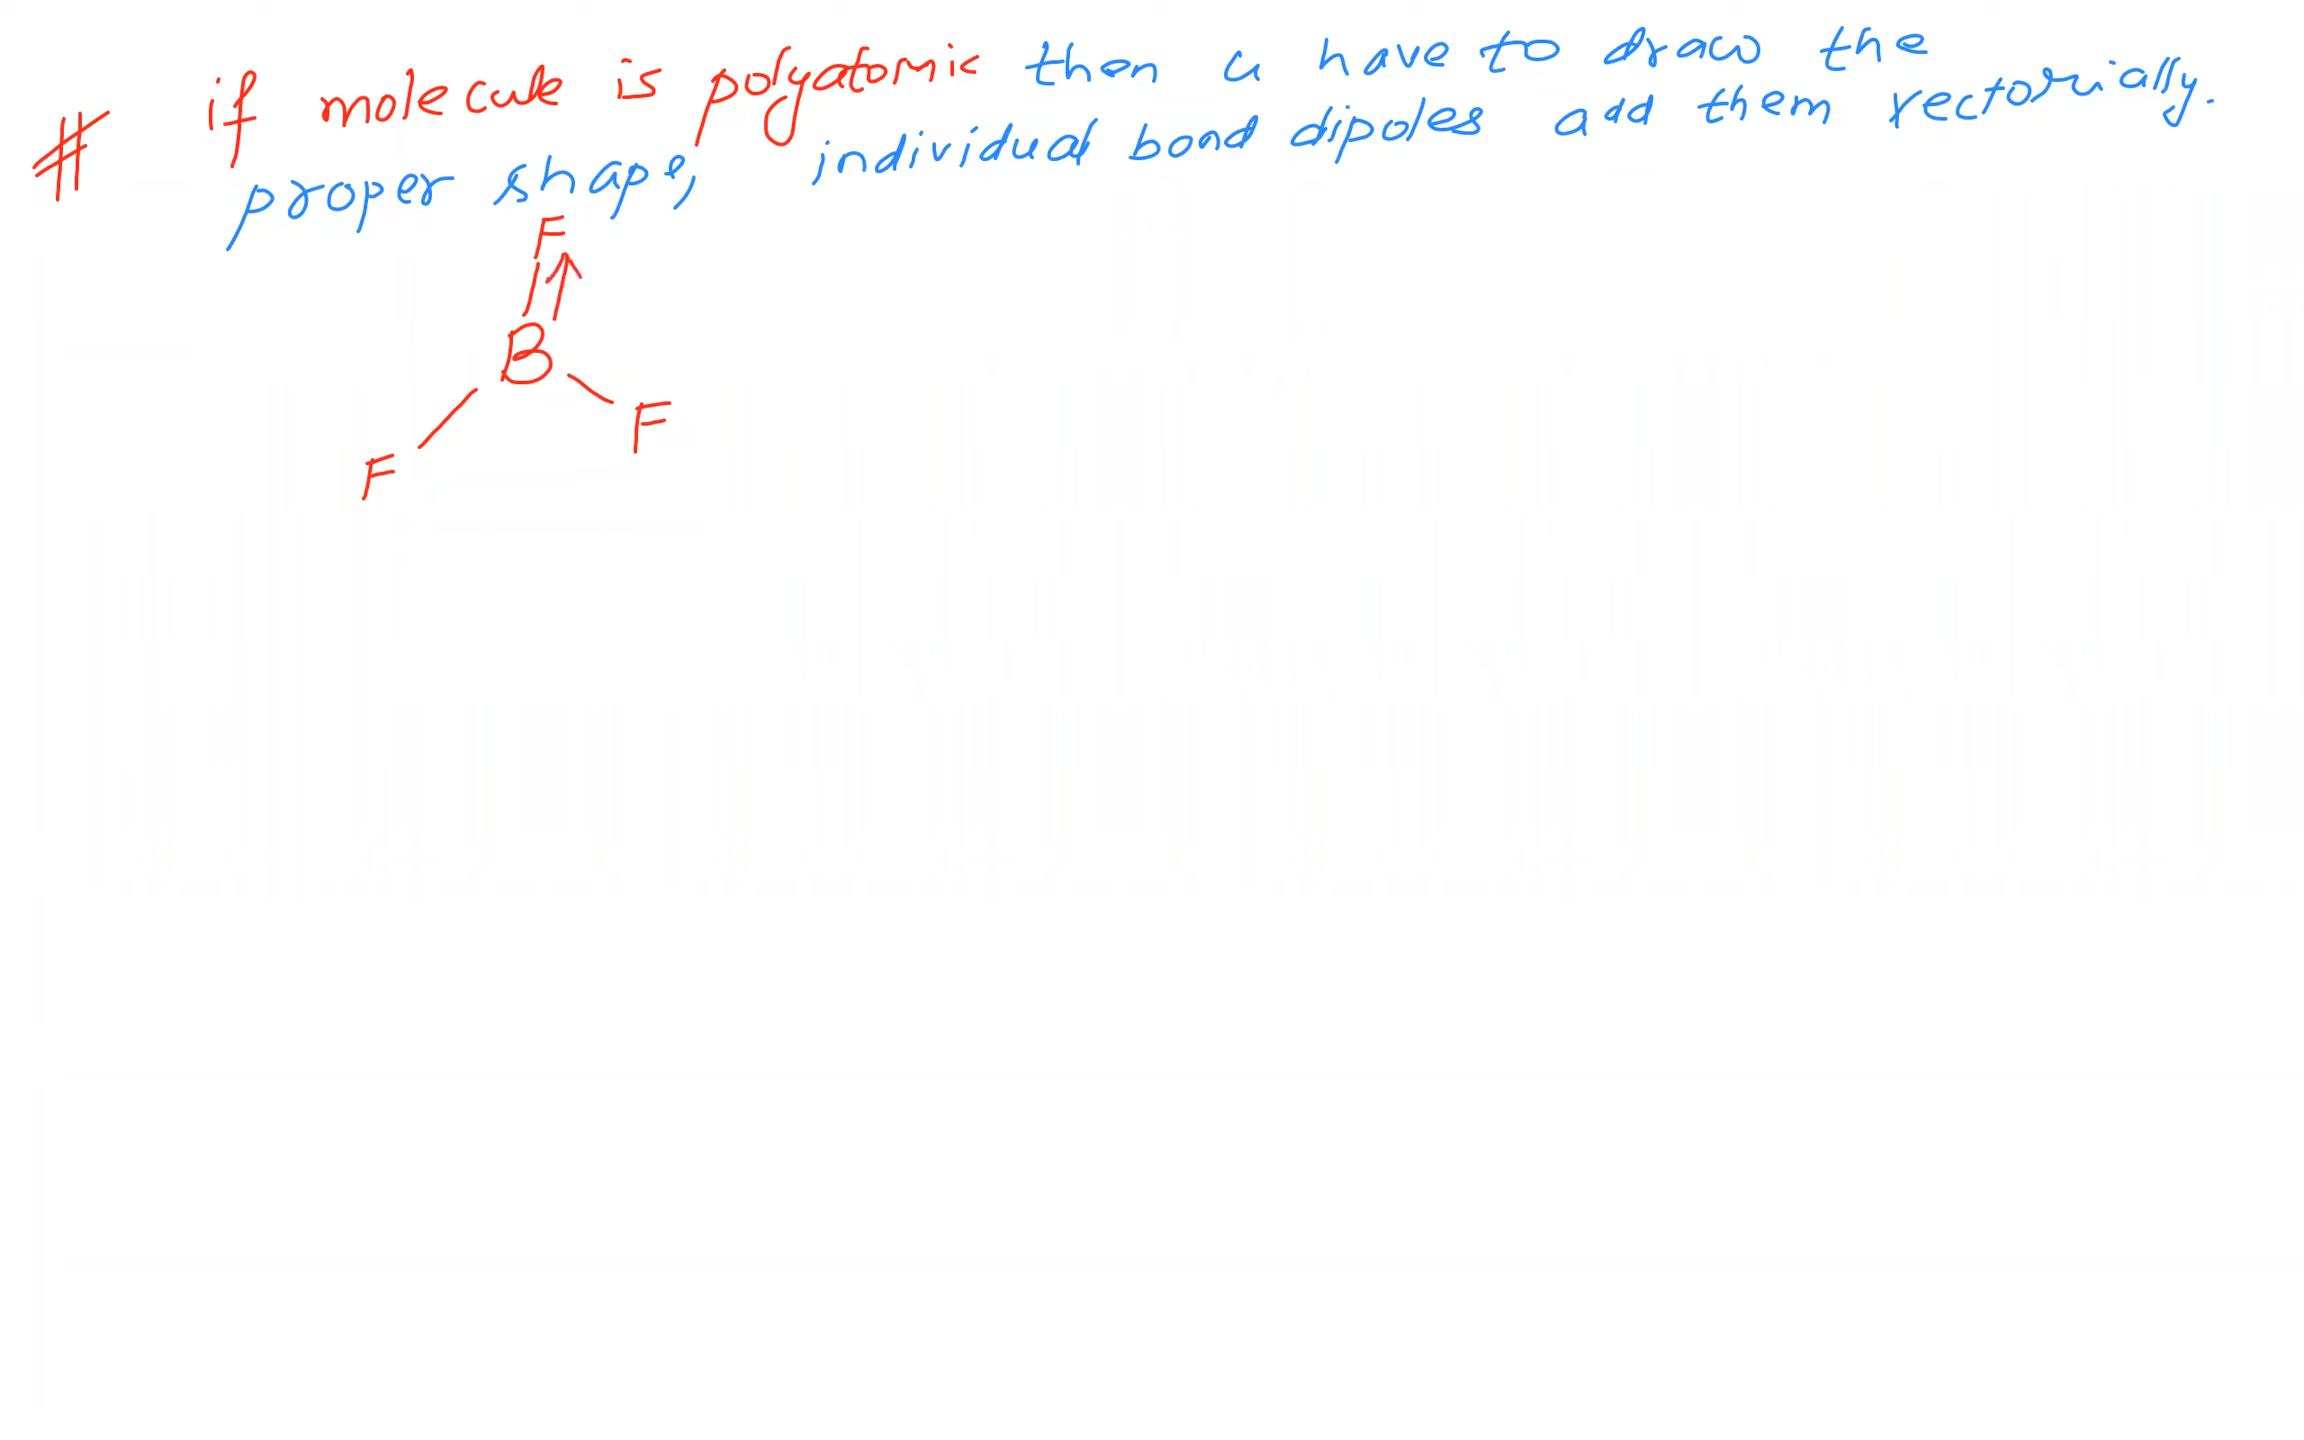 # if molecule is polyatomic then u have to draw the
proper shape, individual bond dipoles add them vectorially.
F
B
F
F